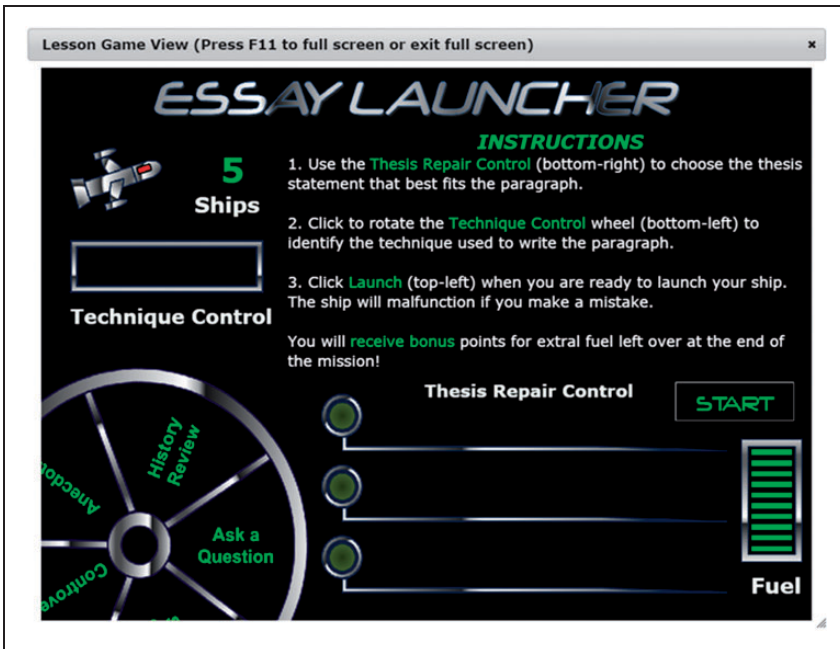 Lesson Game View (Press F11 to full screen or exit full screen)
ESSAY LAUNCHER
5
Ships
Technique Control
INSTRUCTIONS
1. Use the Thesis Repair Control (bottom-right) to choose the thesis
statement that best fits the paragraph.
2. Click to rotate the Technique Control wheel (bottom-left) to
identify the technique used to write the paragraph.
3. Click Launch (top-left) when you are ready to launch your ship.
The ship will malfunction if you make a mistake.
You will receive bonus points for extral fuel left over at the end of
the mission!
Thesis Repair Control
START
History
Review
Anecdo
Ask a
Question
Controve
Fuel